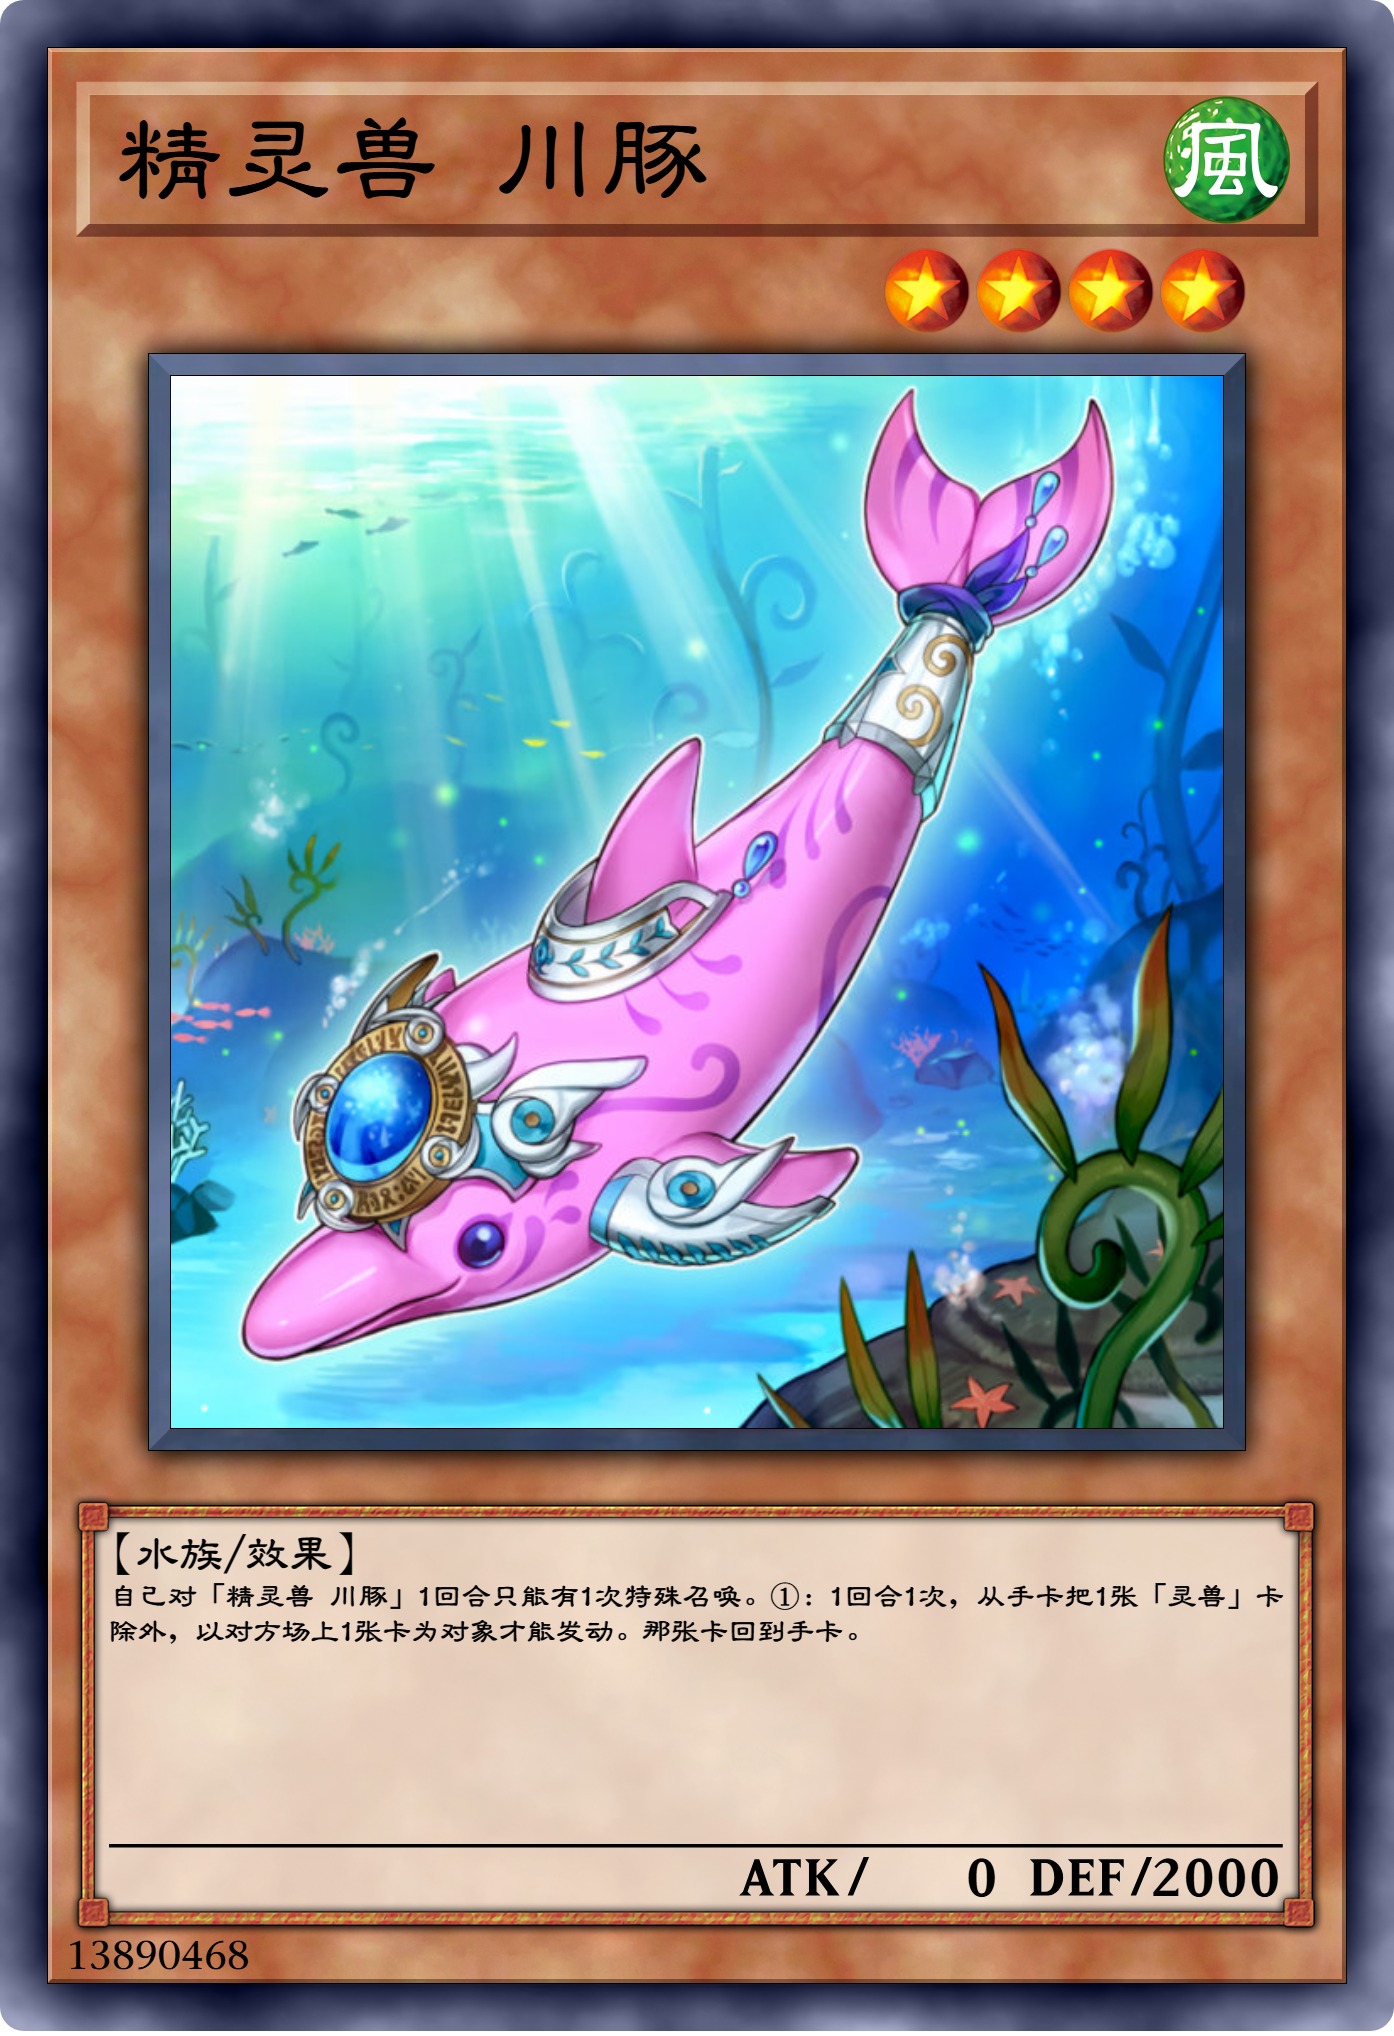 精灵兽 川豚
風
【水族/效果】
自己对「精灵兽 川豚」1回合只能有1次特殊召唤。①：1回合1次，从手卡把1张「灵兽」卡
除外，以对方场上1张卡为对象才能发动。那张卡回到手卡。
ATK/ 0 DEF/2000
13890468